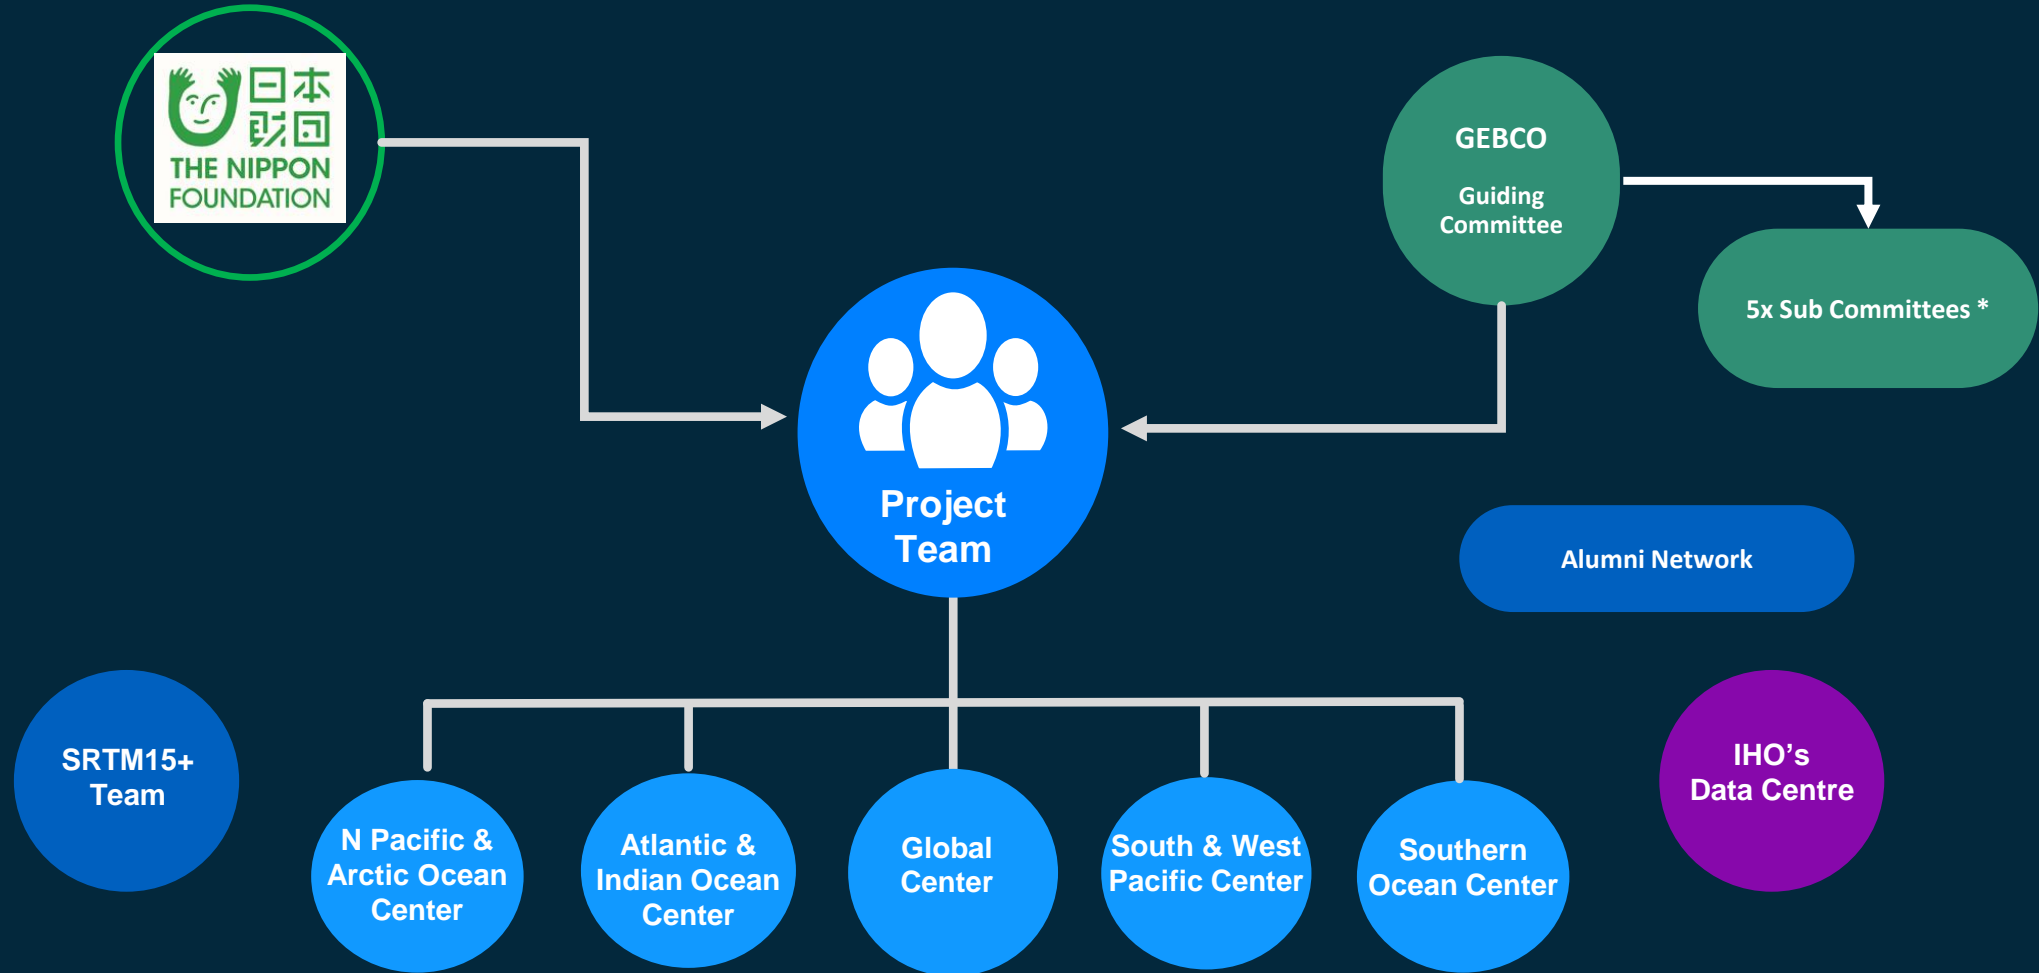 日本
財団
THE NIPPON
FOUNDATION
GEBCO
Guiding
Committee
5x Sub Committees *
Project
Team
Alumni Network
SRTM15+
Team
IHO’s
Data Centre
N Pacific &
Arctic Ocean
Center
Atlantic &
Indian Ocean
Center
Global
Center
South & West
Pacific Center
Southern
Ocean Center